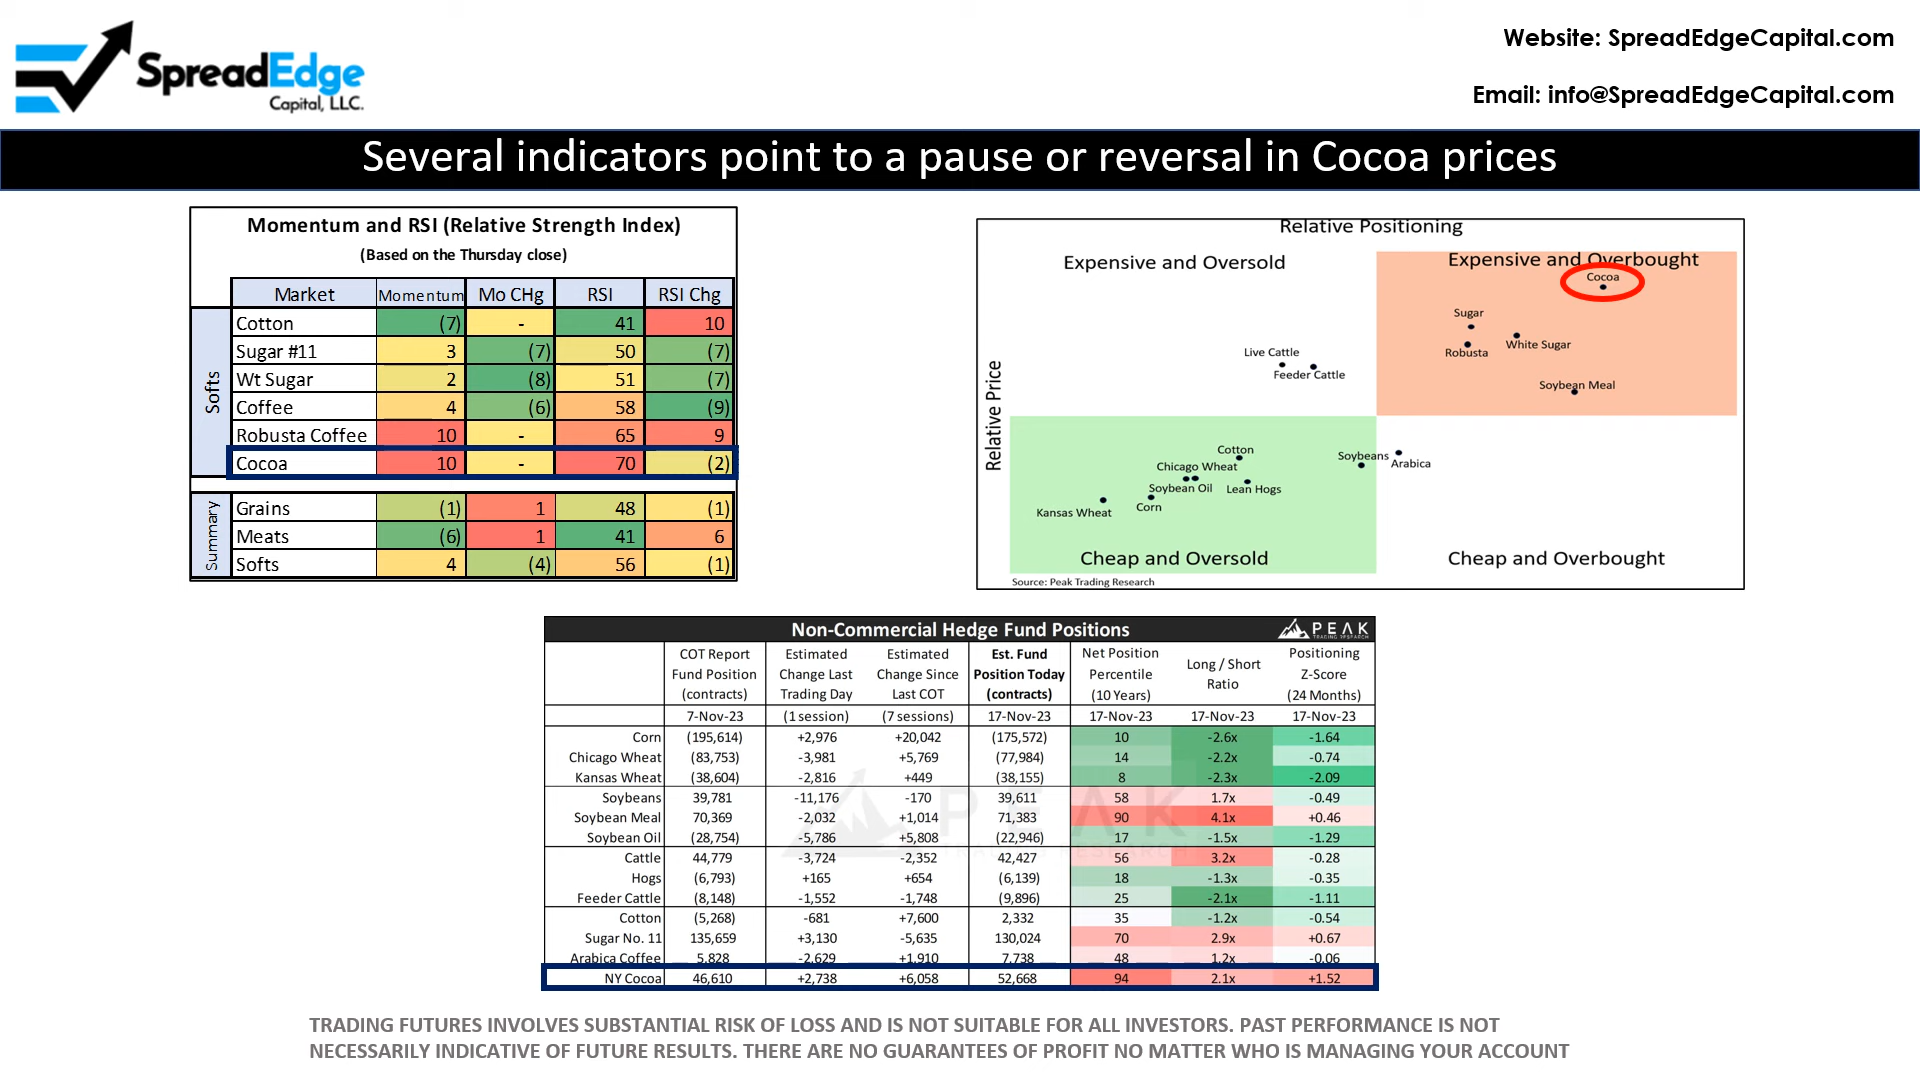 SpreadEdge
Capital, LLC.
Website: SpreadEdgeCapital.com
Email: info@SpreadEdgeCapital.com
Several indicators point to a pause or reversal in Cocoa prices
Momentum and RSI (Relative Strength Index)
(Based on the Thursday close)
Market Momentum Mo CHg RSI RSI Chg
Softs
Cotton (7) - 41 10
Sugar #11 3 (7) 50 (7)
Wt Sugar 2 (8) 51 (7)
Coffee 4 (6) 58 (9)
Robusta Coffee 10 - 65 9
Cocoa 10 - 70 (2)
Summary
Grains (1) 1 48 (1)
Meats (6) 1 41 6
Softs 4 (4) 56 (1)
Relative Positioning
Expensive and Oversold
Expensive and Overbought
Cocoa
Sugar
White Sugar
Robusta
Live Cattle
Feeder Cattle
Soybean Meal
Relative Price
Cotton
Soybeans
Arabica
Chicago Wheat
Soybean Oil
Lean Hogs
Corn
Kansas Wheat
Cheap and Oversold
Cheap and Overbought
Source: Peak Trading Research
Non-Commercial Hedge Fund Positions
PEAK
TRADING RESEARCH
COT Report Estimated Estimated Est. Fund Net Position Long / Short Positioning
Fund Position Change Last Change Since Position Today Percentile Ratio Z-Score
(contracts) Trading Day Last COT (contracts) (10 Years) (24 Months)
7-Nov-23 (1 session) (7 sessions) 17-Nov-23 17-Nov-23 17-Nov-23 17-Nov-23
Corn (195,614) +2,976 +20,042 (175,572) 10 -2.6x -1.64
Chicago Wheat (83,753) -3,981 +5,769 (77,984) 14 -2.2x -0.74
Kansas Wheat (38,604) -2,816 +449 (38,155) 8 -2.3x -2.09
Soybeans 39,781 -11,176 -170 39,611 58 1.7x -0.49
Soybean Meal 70,369 -2,032 +1,014 71,383 90 4.1x +0.46
Soybean Oil (28,754) -5,786 +5,808 (22,946) 17 -1.5x -1.29
Cattle 44,779 -3,724 -2,352 42,427 56 3.2x -0.28
Hogs (6,793) +165 +654 (6,139) 18 -1.3x -0.35
Feeder Cattle (8,148) -1,552 -1,748 (9,896) 25 -2.1x -1.11
Cotton (5,268) -681 +7,600 2,332 35 -1.2x -0.54
Sugar No. 11 135,659 +3,130 -5,635 130,024 70 2.9x +0.67
Arabica Coffee 5,828 -2,629 +1,910 7,738 48 1.2x -0.06
NY Cocoa 46,610 +2,738 +6,058 52,668 94 2.1x +1.52
PEAK
TRADING RESEARCH
TRADING FUTURES INVOLVES SUBSTANTIAL RISK OF LOSS AND IS NOT SUITABLE FOR ALL INVESTORS. PAST PERFORMANCE IS NOT
NECESSARILY INDICATIVE OF FUTURE RESULTS. THERE ARE NO GUARANTEES OF PROFIT NO MATTER WHO IS MANAGING YOUR ACCOUNT